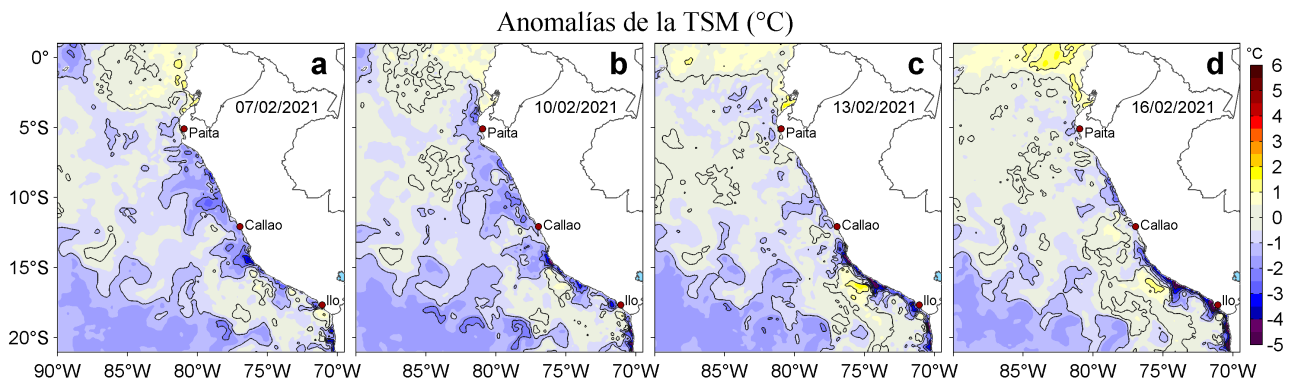 Anomalías de la TSM (°C)
a
b
c
d
°C
07/02/2021
10/02/2021
13/02/2021
16/02/2021
0°
5°S
10°S
15°S
20°S
Paita
Callao
Ilo
Paita
Callao
Ilo
Paita
Callao
Ilo
Paita
Callao
Ilo
90°W 85°W 80°W 75°W 70°W
85°W 80°W 75°W 70°W
85°W 80°W 75°W 70°W
85°W 80°W 75°W 70°W
6
5
4
3
2
1
0
-1
-2
-3
-4
-5